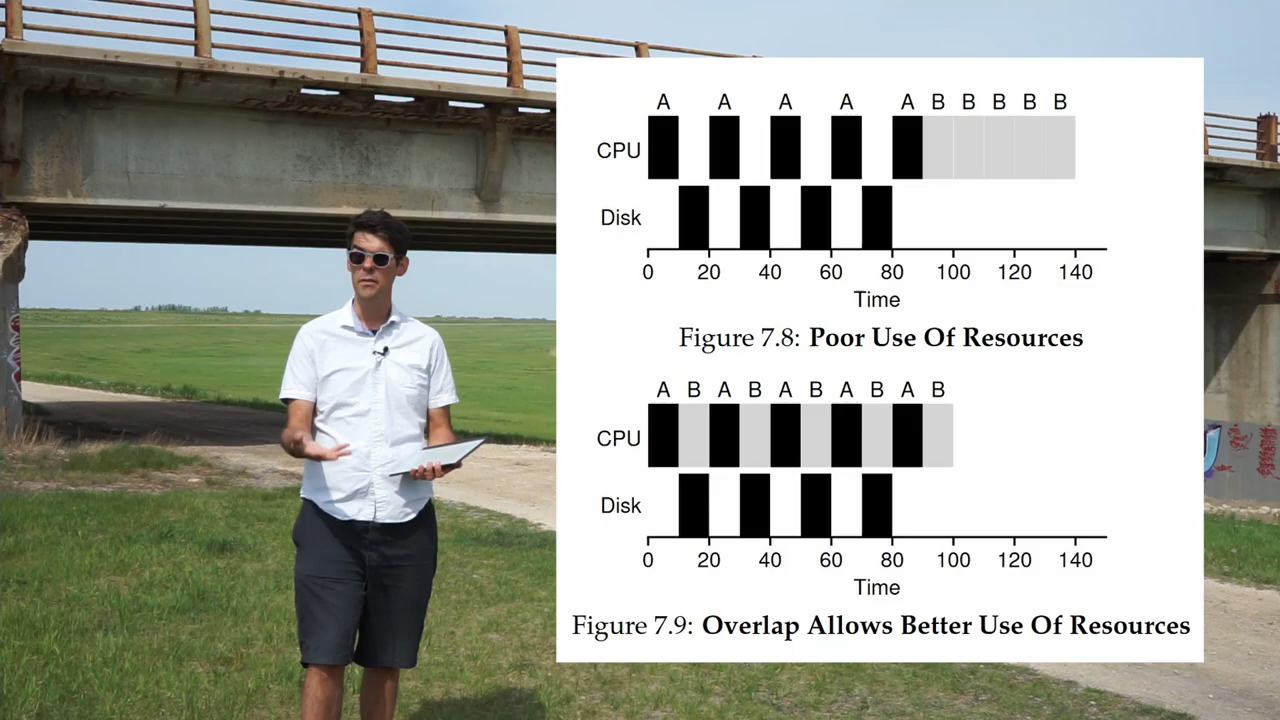 A A A A A B B B B B
CPU
Disk
0 20 40 60 80 100 120 140
Time
Figure 7.8: Poor Use Of Resources
A B A B A B A B A B
CPU
Disk
0 20 40 60 80 100 120 140
Time
Figure 7.9: Overlap Allows Better Use Of Resources